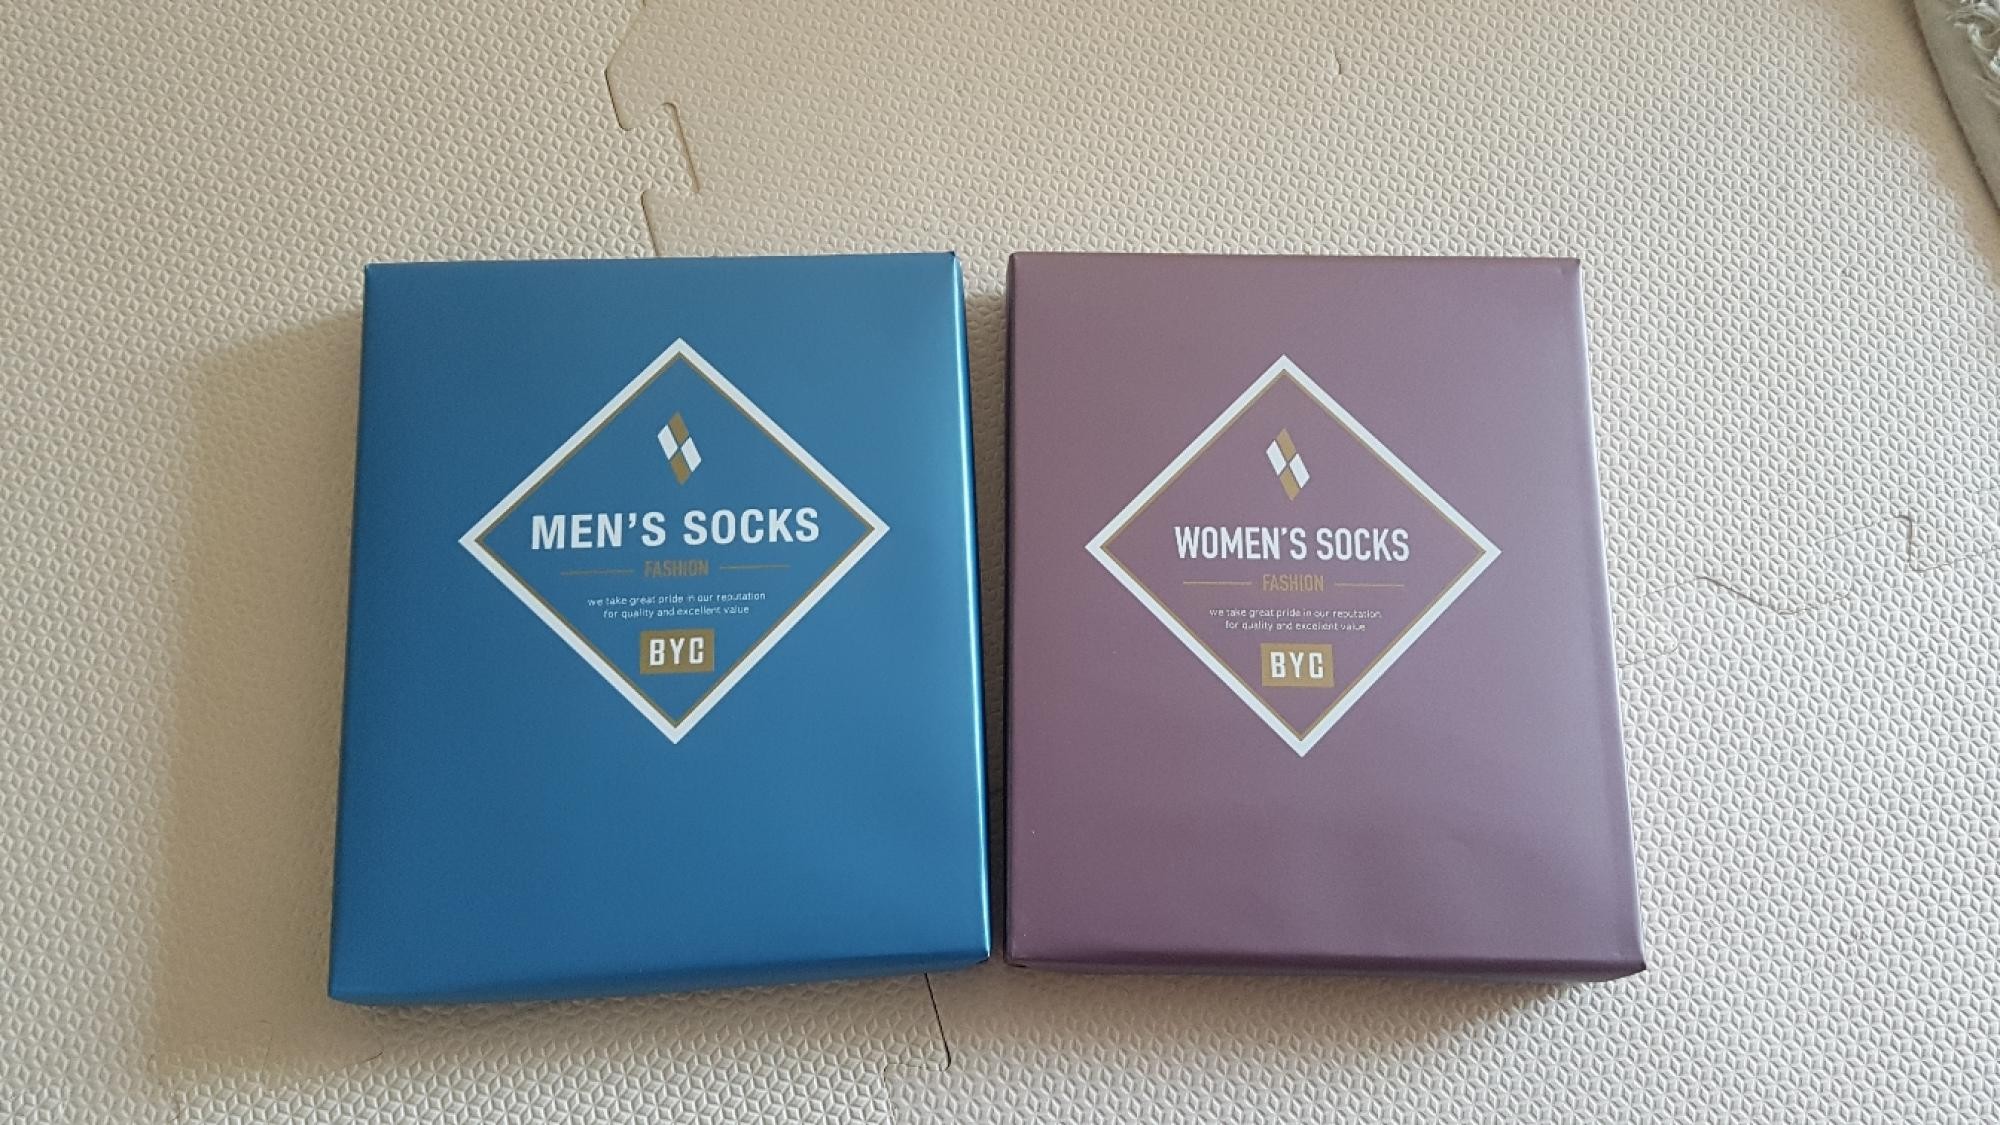 MEN'S SOCKS
FASHION
we take great pride in our reputation
for quality and excellent value
BYC
WOMEN'S SOCKS
FASHION
we take great pride in our reputation
for quality and excellent value
BYC